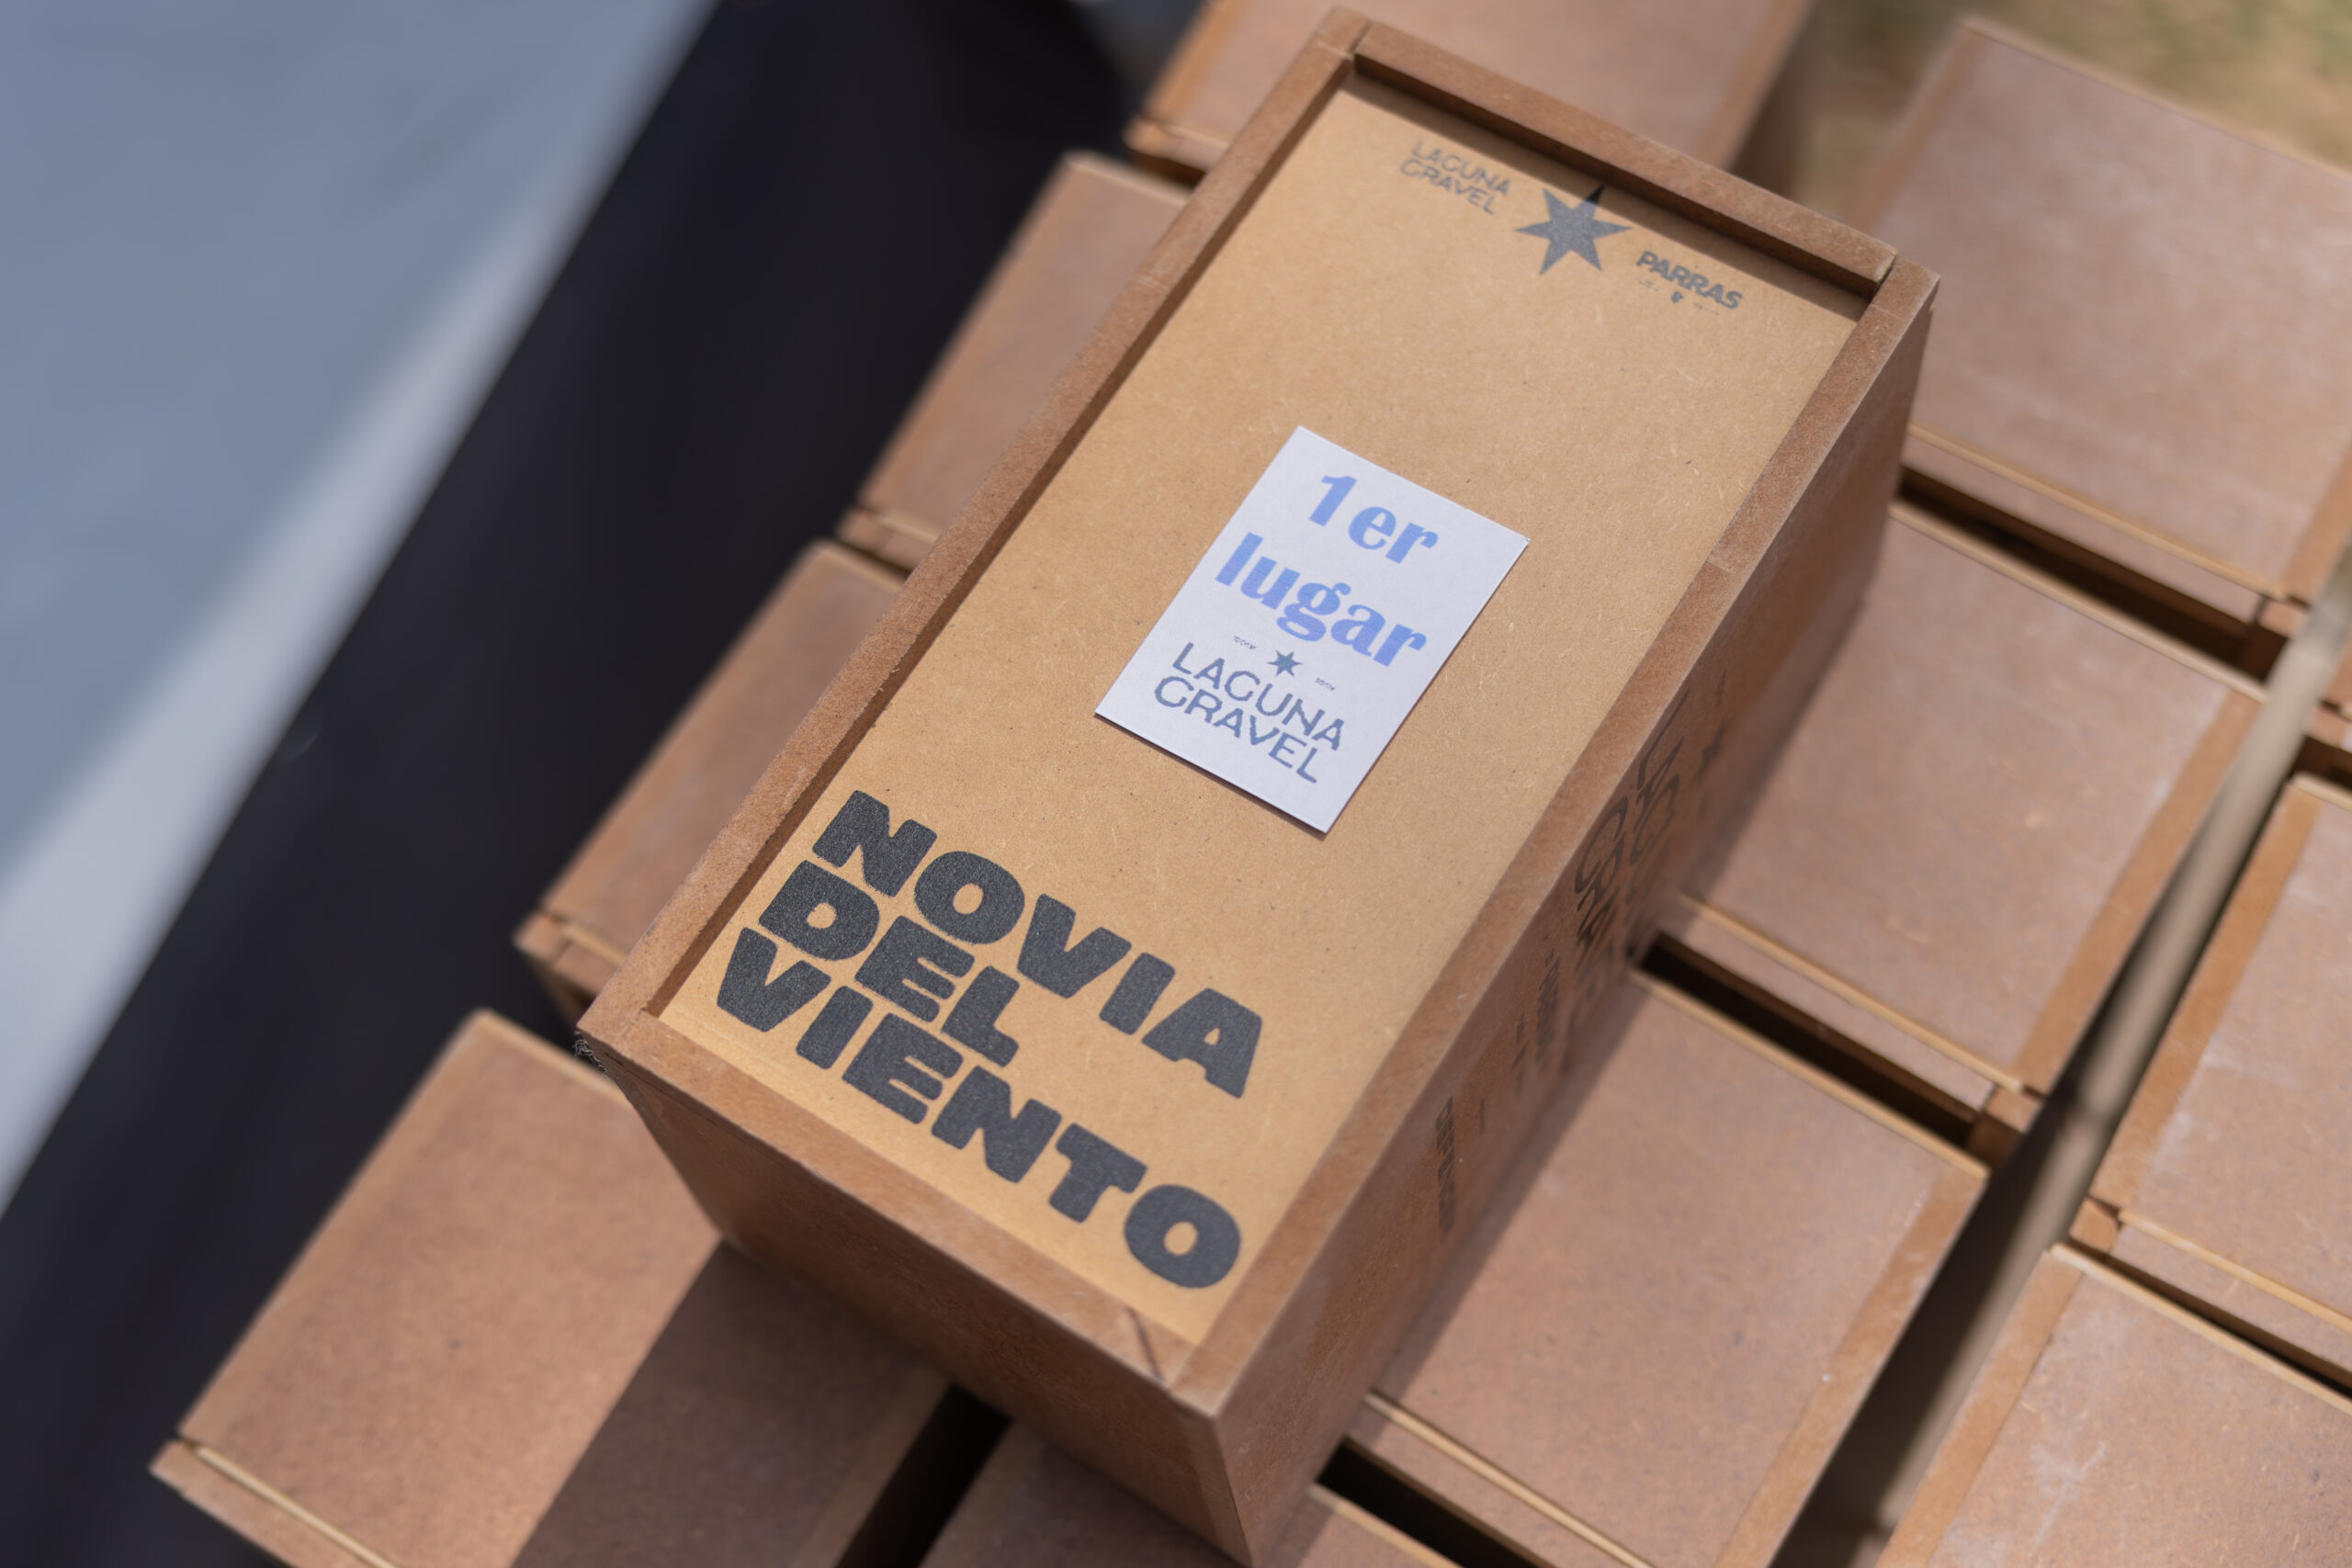 LAGUNA
GRAVEL
PARRAS
1er
lugar
LAGUNA
GRAVEL
NOVIA
DEL
VIENTO